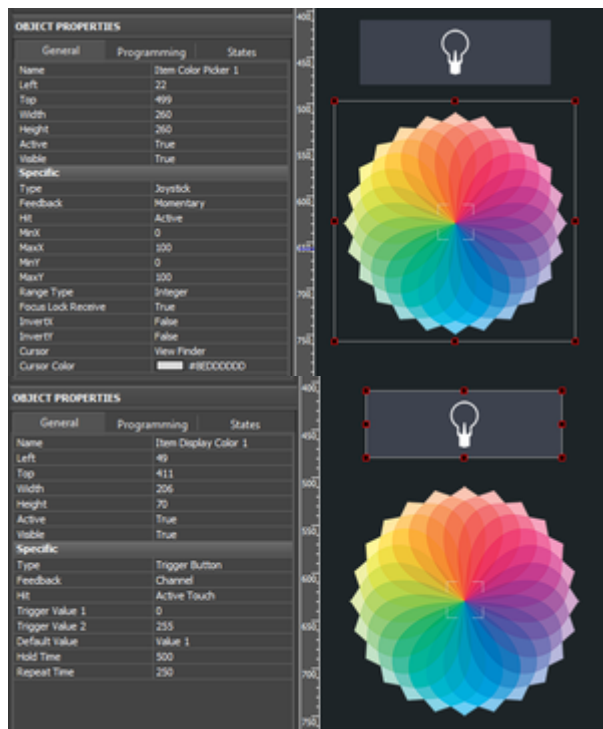 OBJECT PROPERTIES
General Programming States
Name Item Color Picker 1
Left 22
Top 499
Width 260
Height 260
Active True
Visible True
Specific
Type Joystick
Feedback Momentary
Hit Active
MinX 0
MaxX 100
MinY 0
MaxY 100
Range Type Integer
Focus Lock Receive True
InvertX False
InvertY False
Cursor View Finder
Cursor Color #8EDDDDDD
400
450
500
550
600
650
700
750
OBJECT PROPERTIES
General Programming States
Name Item Display Color 1
Left 49
Top 411
Width 206
Height 70
Active True
Visible True
Specific
Type Trigger Button
Feedback Channel
Hit Active Touch
Trigger Value 1 0
Trigger Value 2 255
Default Value Value 1
Hold Time 500
Repeat Time 250
400
450
500
550
600
650
700
750